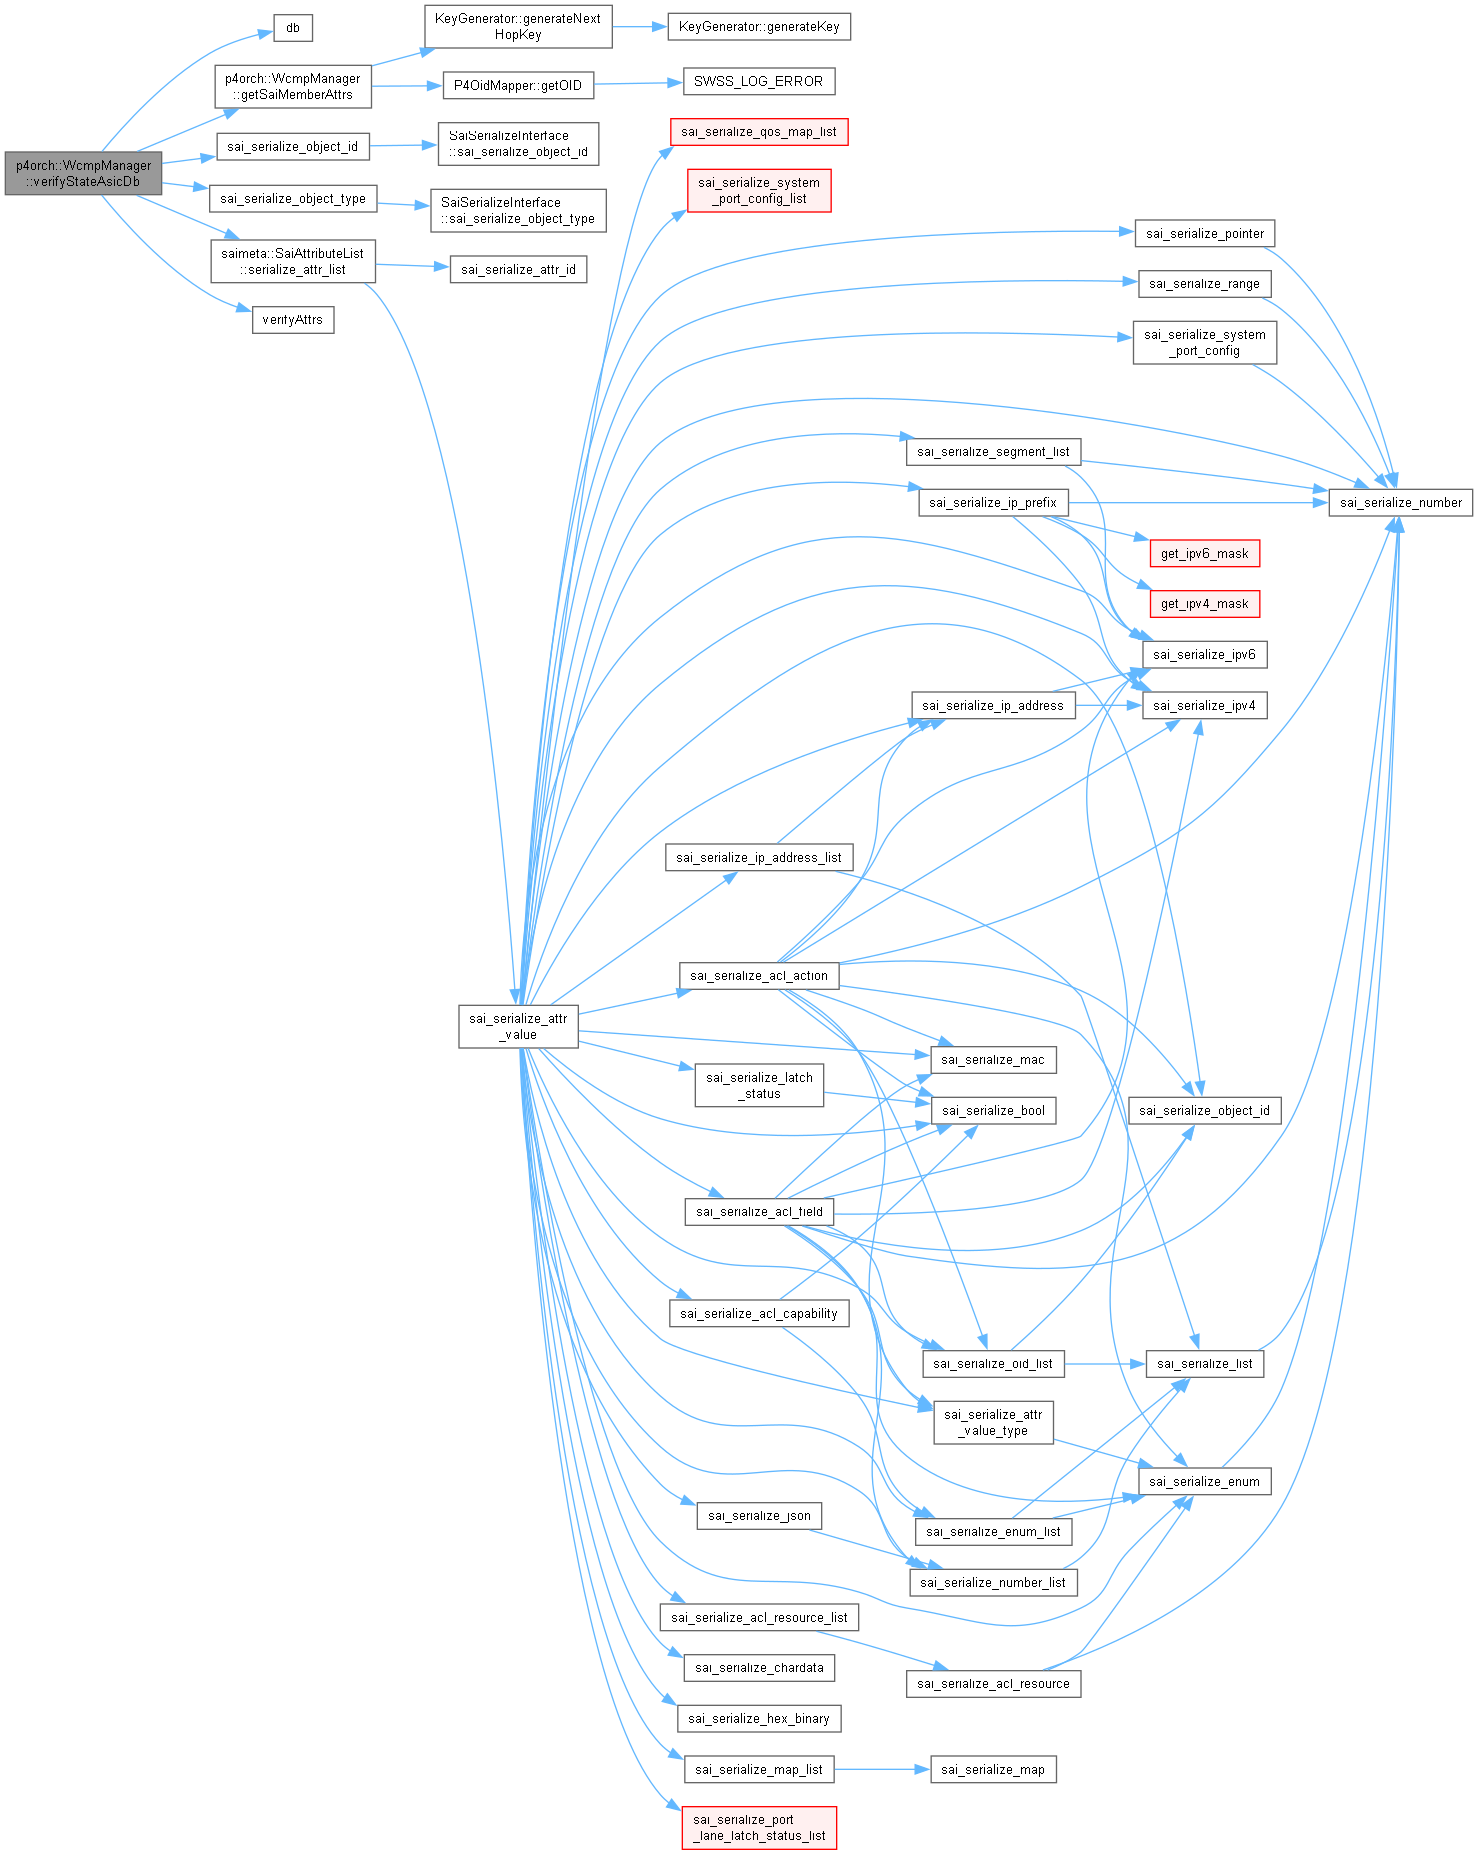 db
KeyGenerator::generateNext
HopKey
KeyGenerator::generateKey
p4orch::WcmpManager
::getSaiMemberAttrs
P4OidMapper::getOID
SWSS_LOG_ERROR
sai_serialize_object_id
SaiSerializeInterface
::sai_serialize_object_id
p4orch::WcmpManager
::verifyStateAsicDb
sai_serialize_object_type
SaiSerializeInterface
::sai_serialize_object_type
saimeta::SaiAttributeList
::serialize_attr_list
sai_serialize_attr_id
verifyAttrs
sai_serialize_qos_map_list
sai_serialize_system
_port_config_list
sai_serialize_pointer
sai_serialize_range
sai_serialize_system
_port_config
sai_serialize_segment_list
sai_serialize_ip_prefix
sai_serialize_number
get_ipv6_mask
get_ipv4_mask
sai_serialize_ipv6
sai_serialize_ip_address
sai_serialize_ipv4
sai_serialize_ip_address_list
sai_serialize_acl_action
sai_serialize_attr
_value
sai_serialize_mac
sai_serialize_latch
_status
sai_serialize_bool
sai_serialize_object_id
sai_serialize_acl_field
sai_serialize_acl_capability
sai_serialize_oid_list
sai_serialize_list
sai_serialize_attr
_value_type
sai_serialize_enum
sai_serialize_json
sai_serialize_enum_list
sai_serialize_number_list
sai_serialize_acl_resource_list
sai_serialize_chardata
sai_serialize_acl_resource
sai_serialize_hex_binary
sai_serialize_map_list
sai_serialize_map
sai_serialize_port
_lane_latch_status_list